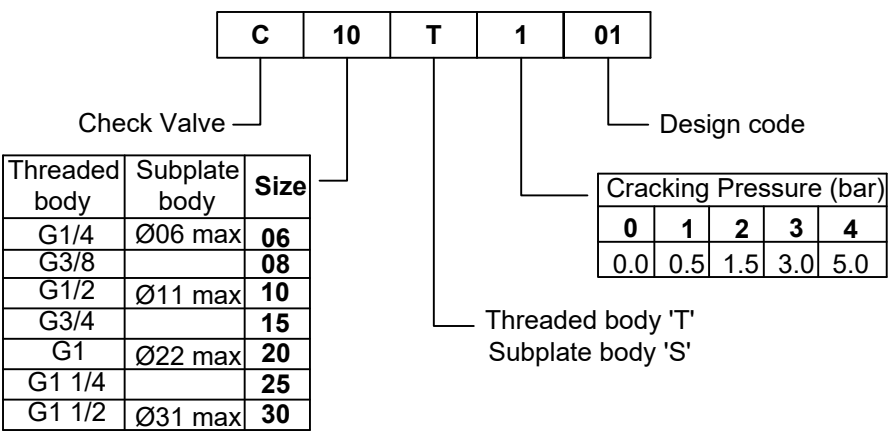 C 10 T 1 01
Check Valve
Design code
Threaded body Subplate body Size
G1/4 Ø06 max 06
G3/8 08
G1/2 Ø11 max 10
G3/4 15
G1 Ø22 max 20
G1 1/4 25
G1 1/2 Ø31 max 30
Cracking Pressure (bar)
0 1 2 3 4
0.0 0.5 1.5 3.0 5.0
Threaded body 'T'
Subplate body 'S'